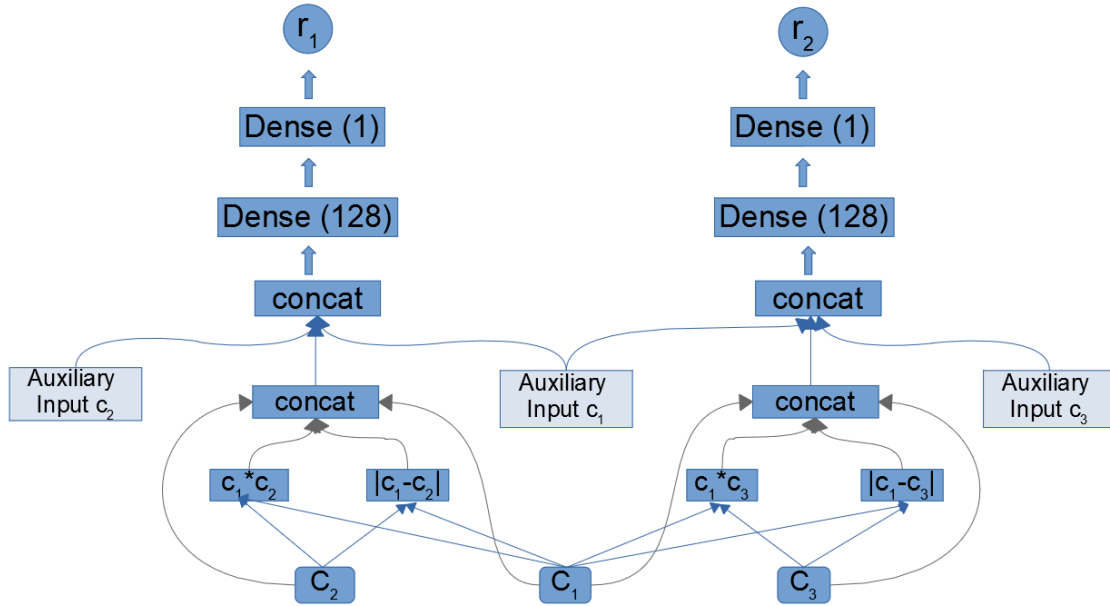 r₁ r₂
Dense (1) Dense (1)
Dense (128) Dense (128)
concat concat
Auxiliary
Input c₂
Auxiliary
Input c₁
Auxiliary
Input c₃
concat concat
c₁*c₂ |c₁-c₂| c₁*c₃ |c₁-c₃|
C₂ C₁ C₃